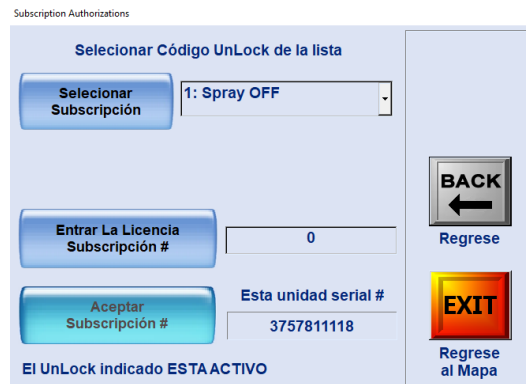 Subscription Authorizations
Selecionar Código UnLock de la lista
Selecionar
Subscripción
1: Spray OFF
BACK
Regrese
Entrar La Licencia
Subscripción #
0
Aceptar
Subscripción #
Esta unidad serial #
3757811118
EXIT
Regrese
al Mapa
El UnLock indicado ESTA ACTIVO